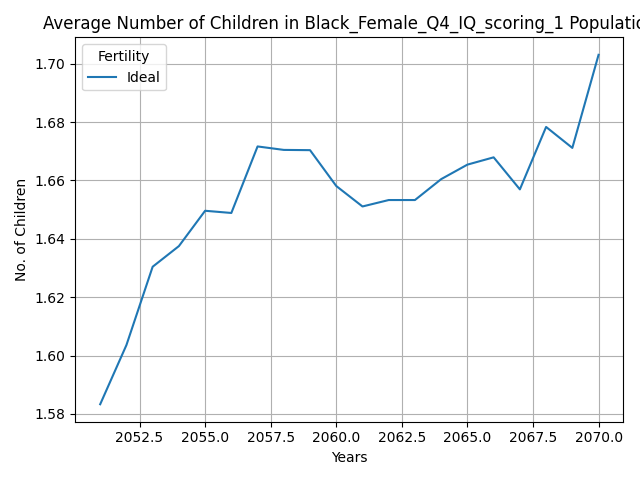 Average Number of Children in Black_Female_Q4_IQ_scoring_1 Populatio
Fertility
Ideal
1.70
1.68
1.66
1.64
1.62
1.60
1.58
No. of Children
2052.5 2055.0 2057.5 2060.0 2062.5 2065.0 2067.5 2070.0
Years